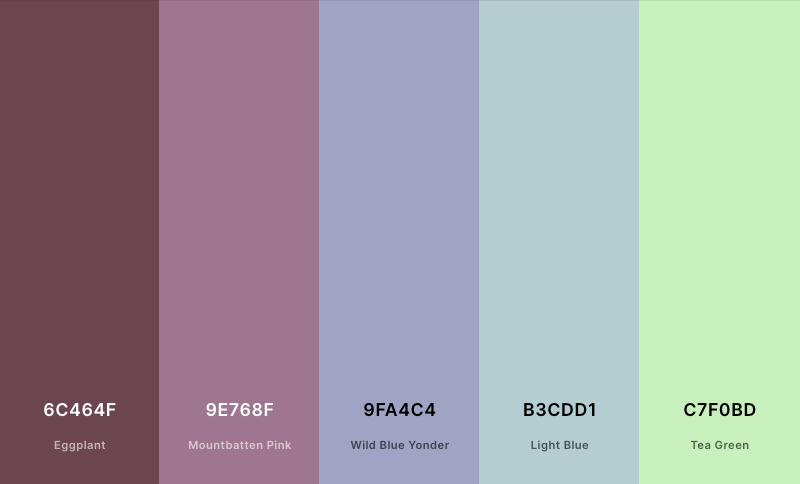 6C464F
Eggplant
9E768F
Mountbatten Pink
9FA4C4
Wild Blue Yonder
B3CDD1
Light Blue
C7F0BD
Tea Green